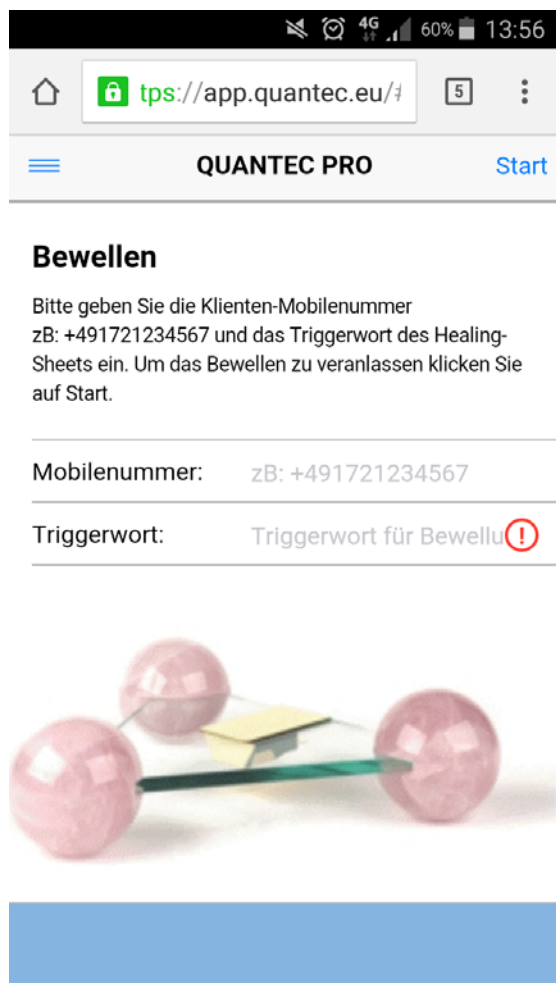 4G 60% 13:56
tps://app.quantec.eu/# 5
QUANTEC PRO Start
Bewellen
Bitte geben Sie die Klienten-Mobilenummer
zB: +491721234567 und das Triggerwort des Healing-
Sheets ein. Um das Bewellen zu veranlassen klicken Sie
auf Start.
Mobilenummer: zB: +491721234567
Triggerwort: Triggerwort für Bewellu